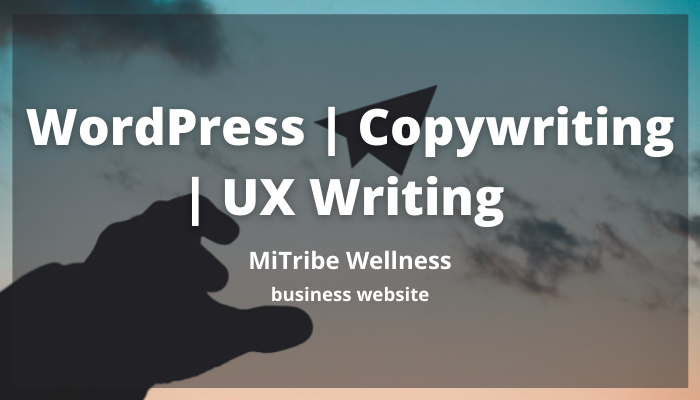 WordPress | Copywriting
| UX Writing
MiTribe Wellness
business website